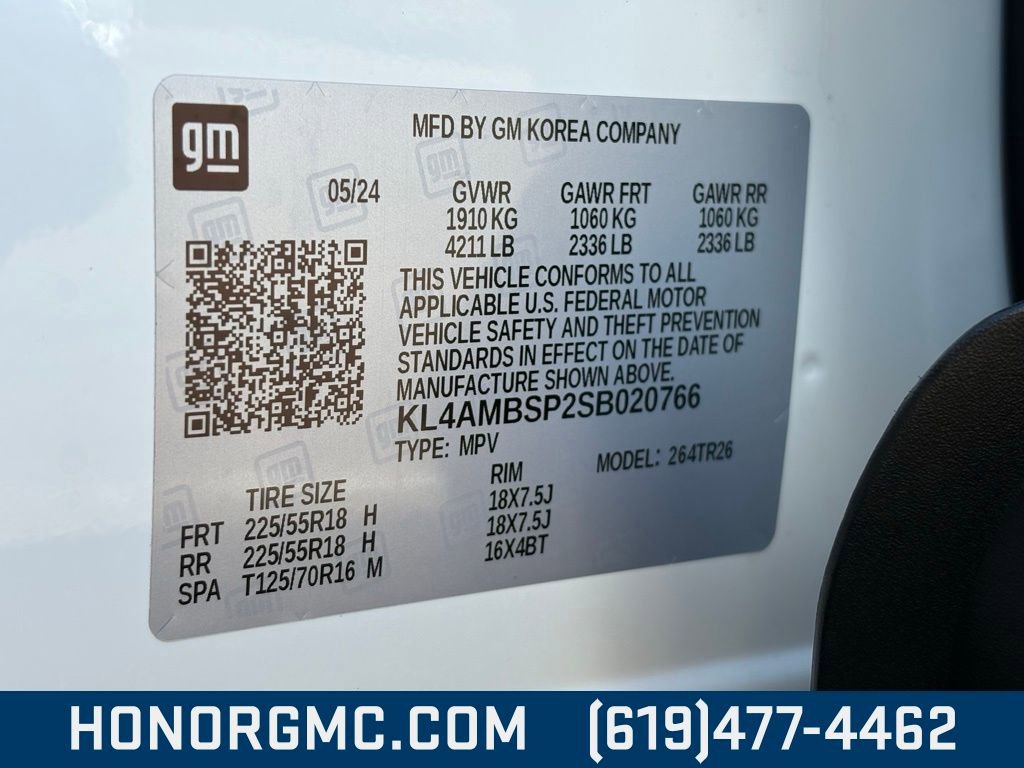 gm
MFD BY GM KOREA COMPANY
05/24 GVWR GAWR FRT GAWR RR
1910 KG 1060 KG 1060 KG
4211 LB 2336 LB 2336 LB
THIS VEHICLE CONFORMS TO ALL
APPLICABLE U.S. FEDERAL MOTOR
VEHICLE SAFETY AND THEFT PREVENTION
STANDARDS IN EFFECT ON THE DATE OF
MANUFACTURE SHOWN ABOVE.
KL4AMBSP2SB020766
TYPE: MPV MODEL: 264TR26
TIRE SIZE RIM
FRT 225/55R18 H 18X7.5J
RR 225/55R18 H 18X7.5J
SPA T125/70R16 M 16X4BT
HONORGMC.COM (619)477-4462